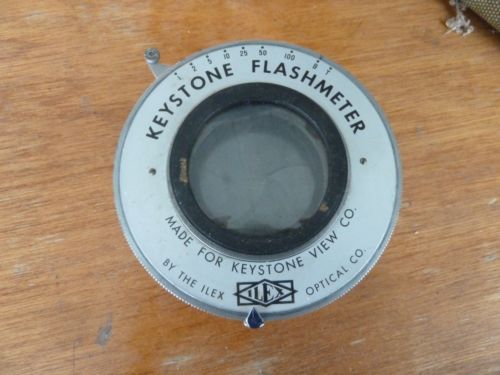 1 2 5 10 25 50 100 B T
KEYSTONE FLASHMETER
MADE FOR KEYSTONE VIEW CO.
BY THE ILEX OPTICAL CO.
ILEX